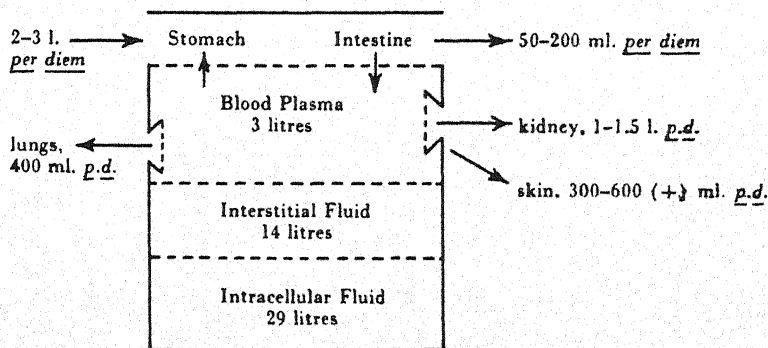 2–3 l.
per diem
Stomach
Intestine
50–200 ml. per diem
Blood Plasma
3 litres
lungs,
400 ml. p.d.
kidney, 1–1.5 l. p.d.
skin, 300–600 (+) ml. p.d.
Interstitial Fluid
14 litres
Intracellular Fluid
29 litres